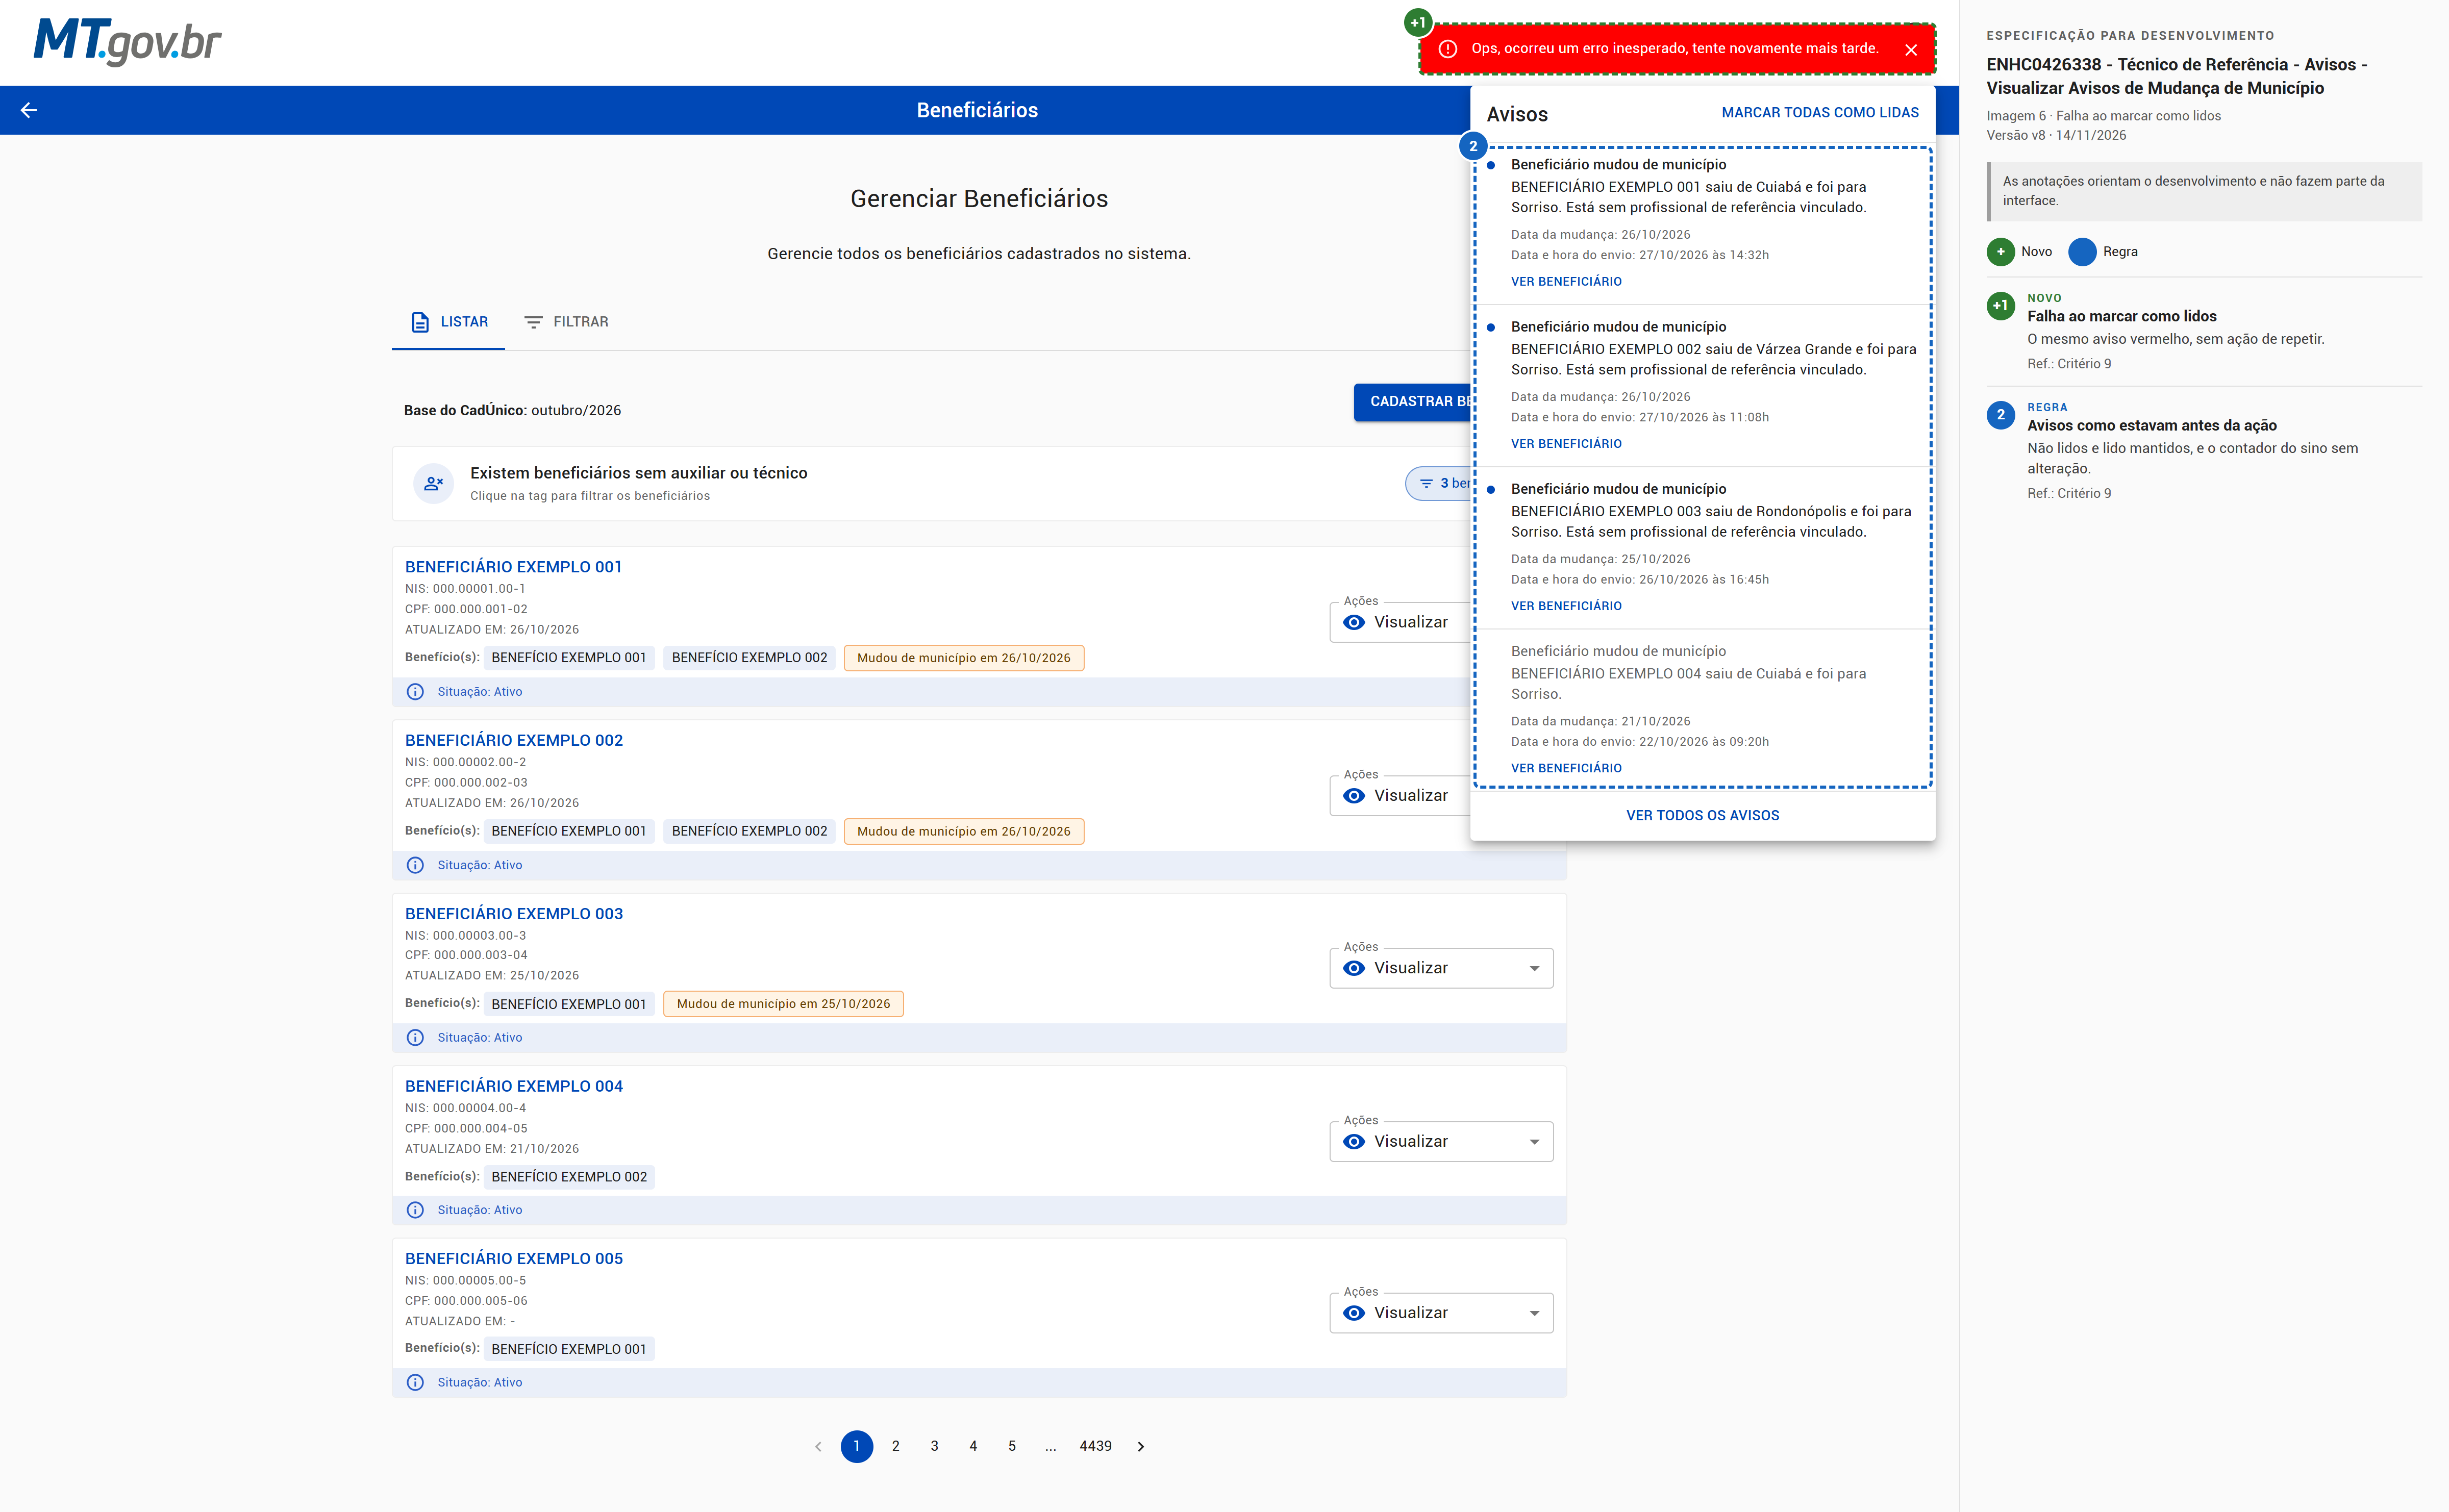 MT.gov.br
+1
Ops, ocorreu um erro inesperado, tente novamente mais tarde.
Beneficiários
Gerenciar Beneficiários
Gerencie todos os beneficiários cadastrados no sistema.
LISTAR
FILTRAR
Base do CadÚnico: outubro/2026
CADASTRAR BE
Existem beneficiários sem auxiliar ou técnico
Clique na tag para filtrar os beneficiários
3 ber
BENEFICIÁRIO EXEMPLO 001
NIS: 000.00001.00-1
CPF: 000.000.001-02
ATUALIZADO EM: 26/10/2026
Benefício(s): BENEFÍCIO EXEMPLO 001 BENEFÍCIO EXEMPLO 002 Mudou de município em 26/10/2026
Situação: Ativo
Ações
Visualizar
BENEFICIÁRIO EXEMPLO 002
NIS: 000.00002.00-2
CPF: 000.000.002-03
ATUALIZADO EM: 26/10/2026
Benefício(s): BENEFÍCIO EXEMPLO 001 BENEFÍCIO EXEMPLO 002 Mudou de município em 26/10/2026
Situação: Ativo
Ações
Visualizar
BENEFICIÁRIO EXEMPLO 003
NIS: 000.00003.00-3
CPF: 000.000.003-04
ATUALIZADO EM: 25/10/2026
Benefício(s): BENEFÍCIO EXEMPLO 001 Mudou de município em 25/10/2026
Situação: Ativo
Ações
Visualizar
BENEFICIÁRIO EXEMPLO 004
NIS: 000.00004.00-4
CPF: 000.000.004-05
ATUALIZADO EM: 21/10/2026
Benefício(s): BENEFÍCIO EXEMPLO 002
Situação: Ativo
Ações
Visualizar
BENEFICIÁRIO EXEMPLO 005
NIS: 000.00005.00-5
CPF: 000.000.005-06
ATUALIZADO EM: -
Benefício(s): BENEFÍCIO EXEMPLO 001
Situação: Ativo
Ações
Visualizar
1 2 3 4 5 ... 4439
Avisos
MARCAR TODAS COMO LIDAS
2
Beneficiário mudou de município
BENEFICIÁRIO EXEMPLO 001 saiu de Cuiabá e foi para
Sorriso. Está sem profissional de referência vinculado.
Data da mudança: 26/10/2026
Data e hora do envio: 27/10/2026 às 14:32h
VER BENEFICIÁRIO
Beneficiário mudou de município
BENEFICIÁRIO EXEMPLO 002 saiu de Várzea Grande e foi para
Sorriso. Está sem profissional de referência vinculado.
Data da mudança: 26/10/2026
Data e hora do envio: 27/10/2026 às 11:08h
VER BENEFICIÁRIO
Beneficiário mudou de município
BENEFICIÁRIO EXEMPLO 003 saiu de Rondonópolis e foi para
Sorriso. Está sem profissional de referência vinculado.
Data da mudança: 25/10/2026
Data e hora do envio: 26/10/2026 às 16:45h
VER BENEFICIÁRIO
Beneficiário mudou de município
BENEFICIÁRIO EXEMPLO 004 saiu de Cuiabá e foi para
Sorriso.
Data da mudança: 21/10/2026
Data e hora do envio: 22/10/2026 às 09:20h
VER BENEFICIÁRIO
VER TODOS OS AVISOS
ESPECIFICAÇÃO PARA DESENVOLVIMENTO
ENHC0426338 - Técnico de Referência - Avisos -
Visualizar Avisos de Mudança de Município
Imagem 6 · Falha ao marcar como lidos
Versão v8 · 14/11/2026
As anotações orientam o desenvolvimento e não fazem parte da
interface.
+ Novo
Regra
+1
NOVO
Falha ao marcar como lidos
O mesmo aviso vermelho, sem ação de repetir.
Ref.: Critério 9
2
REGRA
Avisos como estavam antes da ação
Não lidos e lido mantidos, e o contador do sino sem
alteração.
Ref.: Critério 9